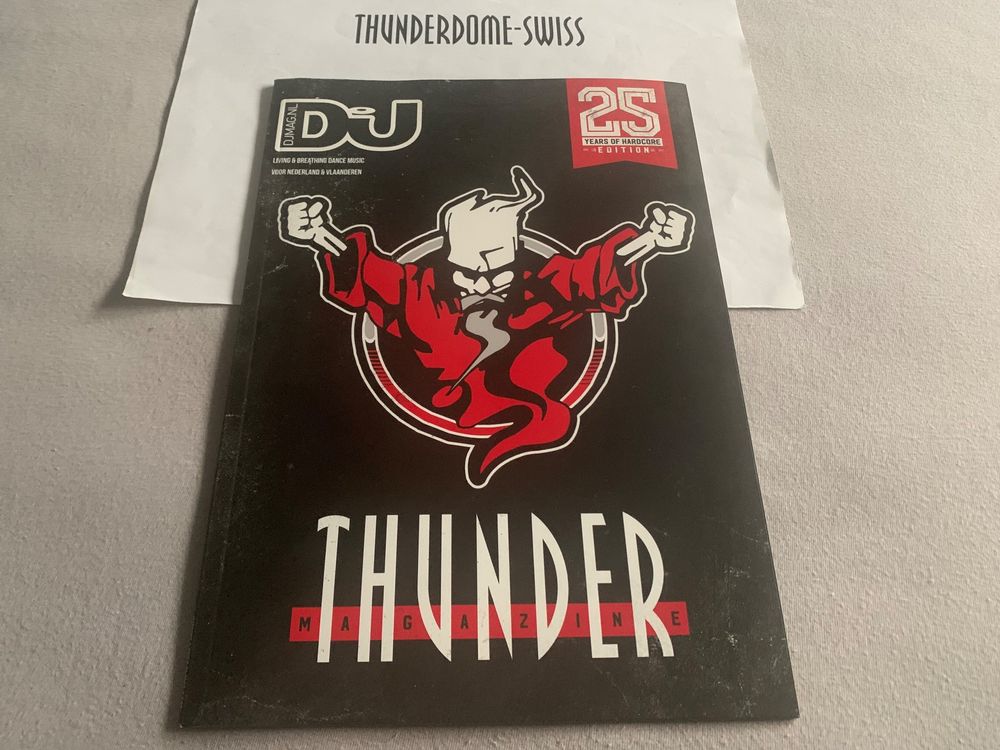 THUNDERDOME-SWISS
DJ
DJMAG.NL
LIVING & BREATHING DANCE MUSIC
VOOR NEDERLAND & VLAANDEREN
25
YEARS OF HARDCORE
EDITION
THUNDER
MAGAZINE